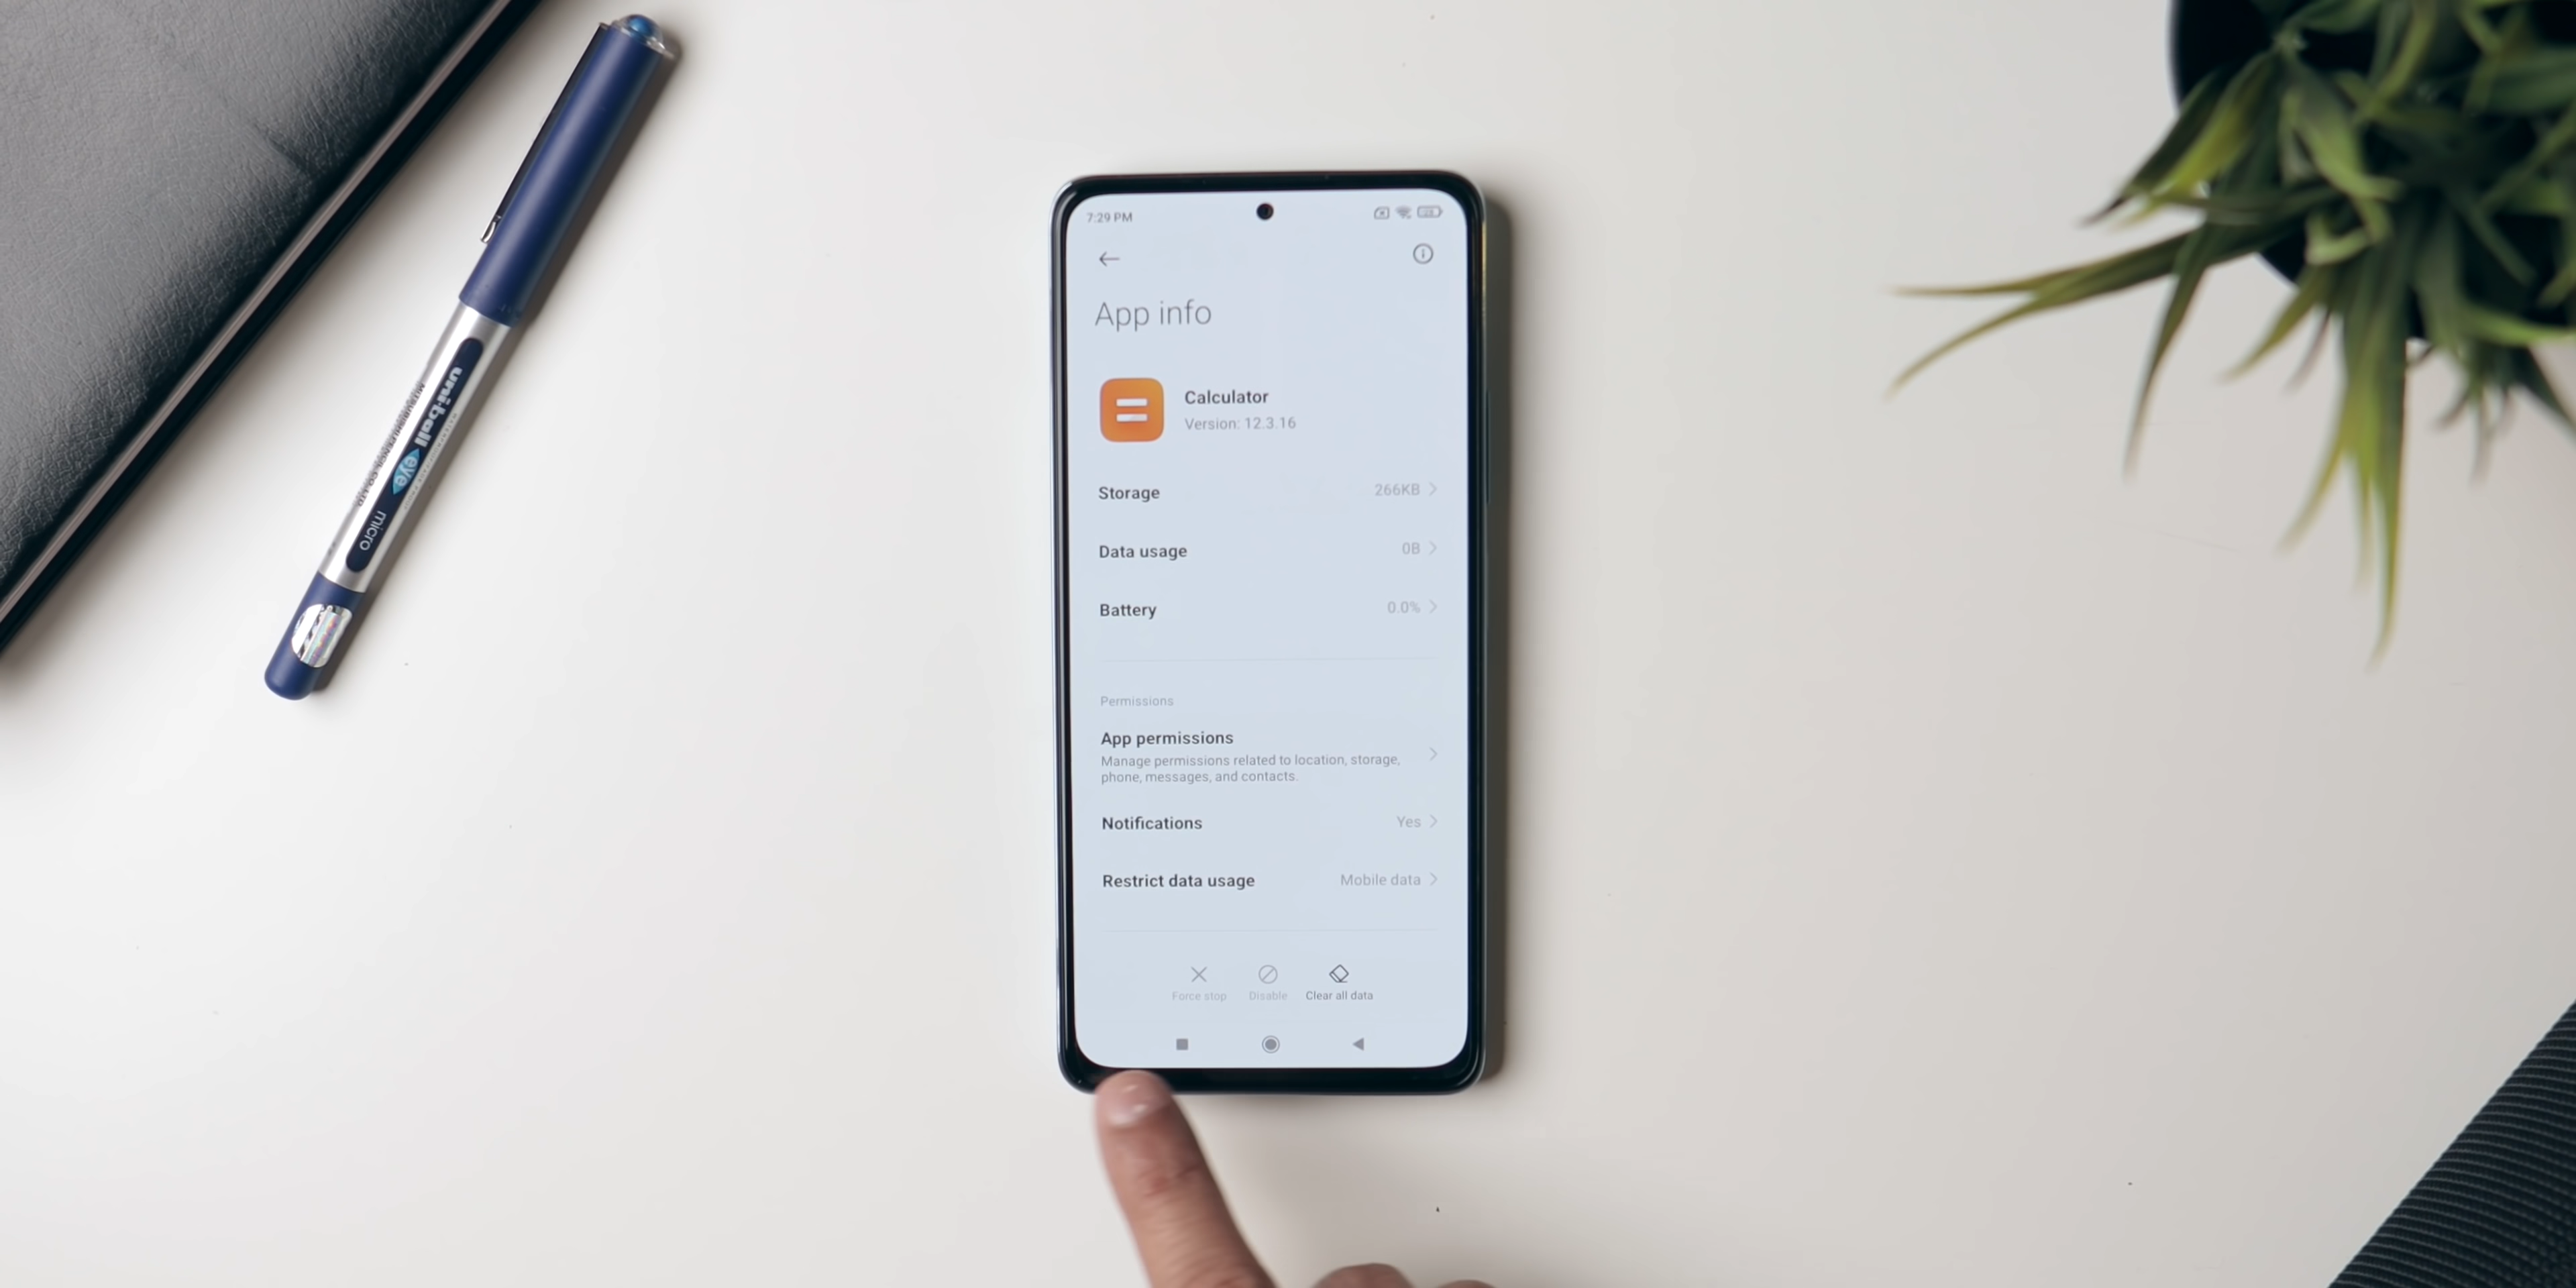 7:29 PM
App info
Calculator
Version: 12.3.16
Storage 266KB
Data usage 0B
Battery 0.0%
Permissions
App permissions
Manage permissions related to location, storage,
phone, messages, and contacts.
Notifications Yes
Restrict data usage Mobile data
Force stop Disable Clear all data
uni-ball
eye
micro